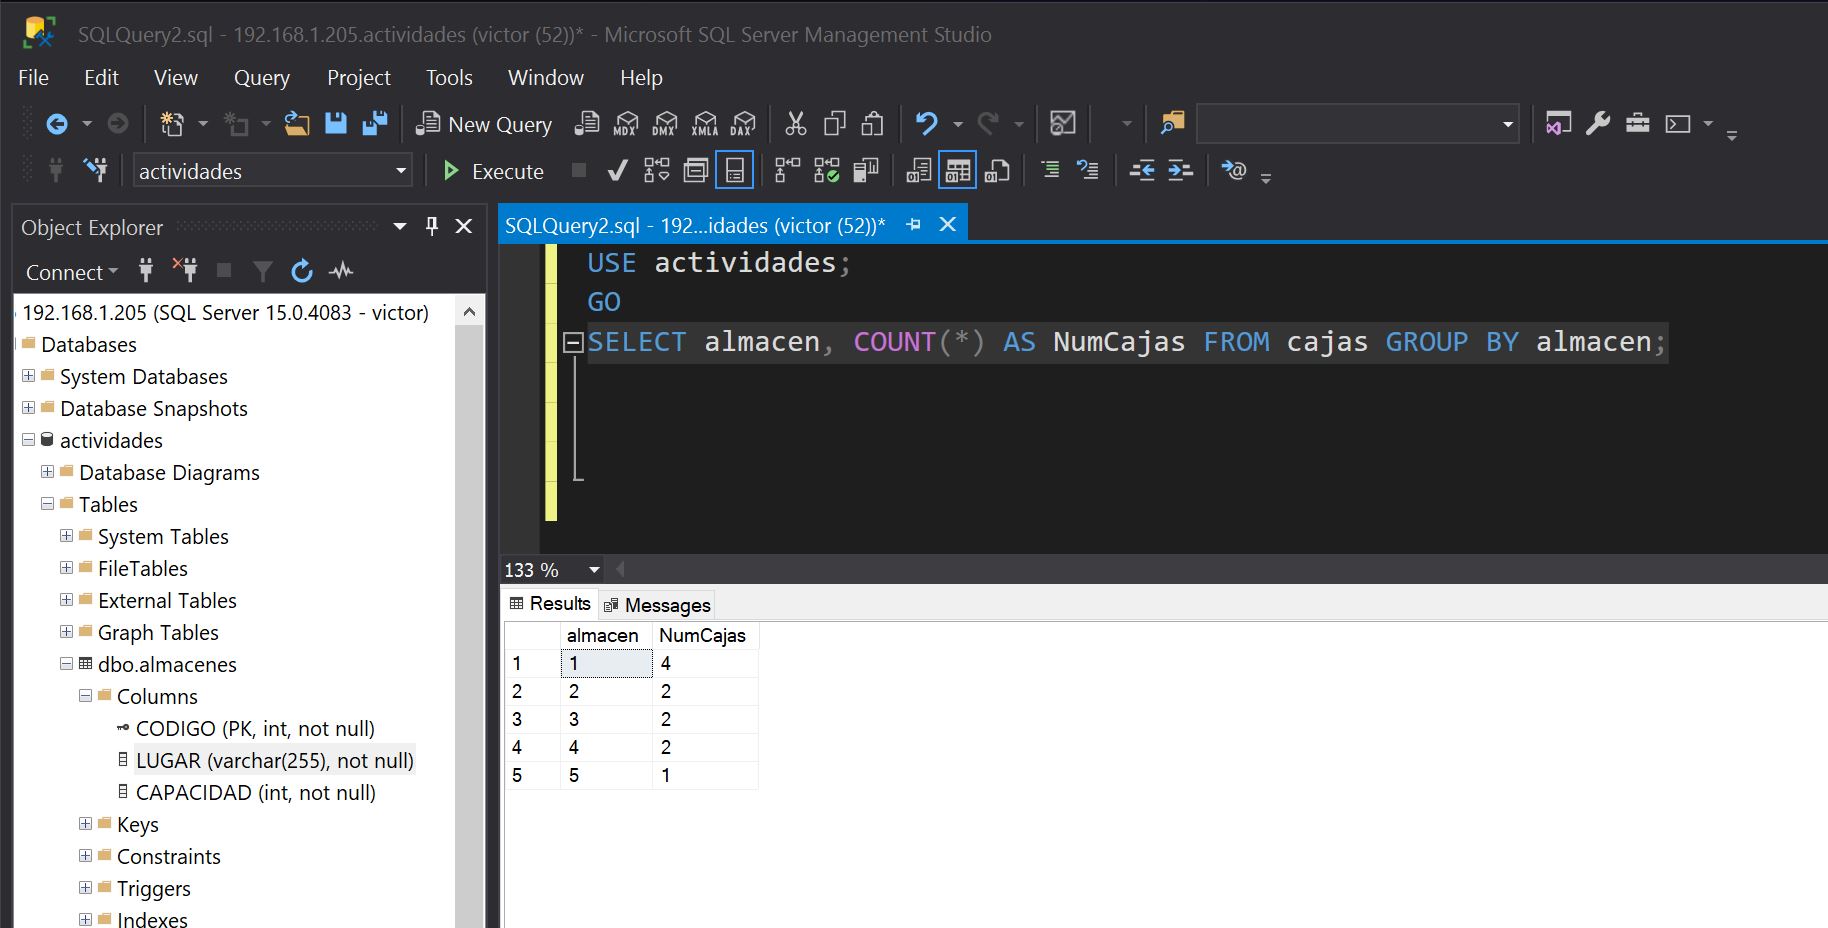 SQLQuery2.sql - 192.168.1.205.actividades (victor (52))* - Microsoft SQL Server Management Studio
File Edit View Query Project Tools Window Help
New Query MDX DMX XMLA DAX
actividades Execute
Object Explorer
Connect
192.168.1.205 (SQL Server 15.0.4083 - victor)
Databases
System Databases
Database Snapshots
actividades
Database Diagrams
Tables
System Tables
FileTables
External Tables
Graph Tables
dbo.almacenes
Columns
CODIGO (PK, int, not null)
LUGAR (varchar(255), not null)
CAPACIDAD (int, not null)
Keys
Constraints
Triggers
Indexes
SQLQuery2.sql - 192...idades (victor (52))*
USE actividades;
GO
SELECT almacen, COUNT(*) AS NumCajas FROM cajas GROUP BY almacen;
133 %
Results Messages
almacen NumCajas
1 1 4
2 2 2
3 3 2
4 4 2
5 5 1